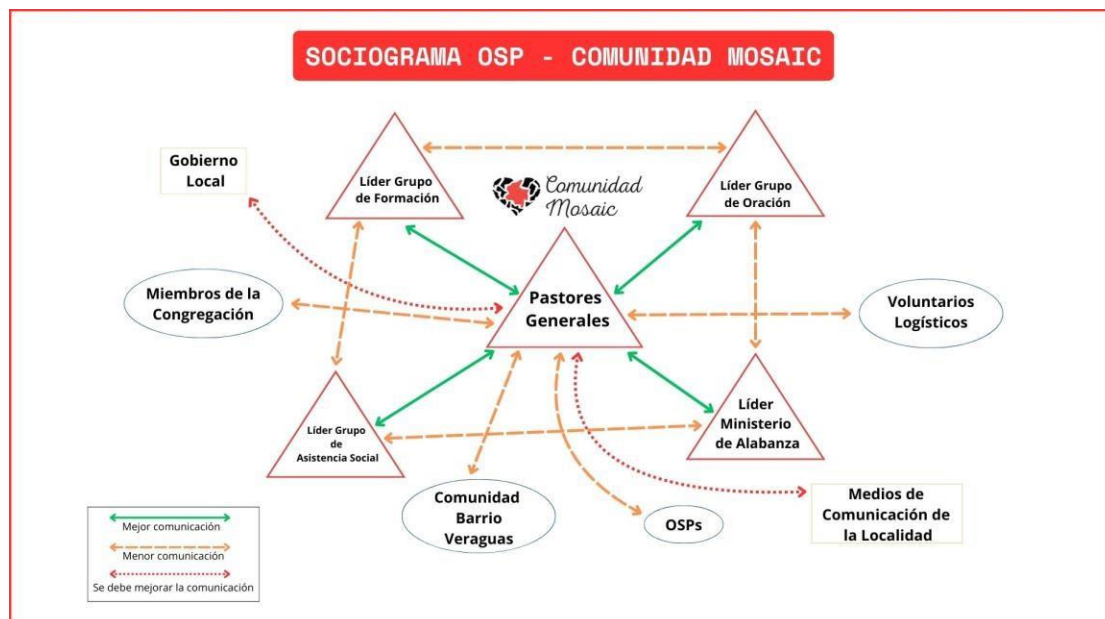 SOCIOGRAMA OSP - COMUNIDAD MOSAIC
Gobierno
Local
Líder Grupo
de Formación
Comunidad
Mosaic
Líder Grupo
de Oración
Miembros de la
Congregación
Pastores
Generales
Voluntarios
Logísticos
Líder Grupo
de
Asistencia Social
Líder
Ministerio
de Alabanza
Comunidad
Barrio
Veraguas
OSPs
Medios de
Comunicación de
la Localidad
Mejor comunicación
Menor comunicación
Se debe mejorar la comunicación